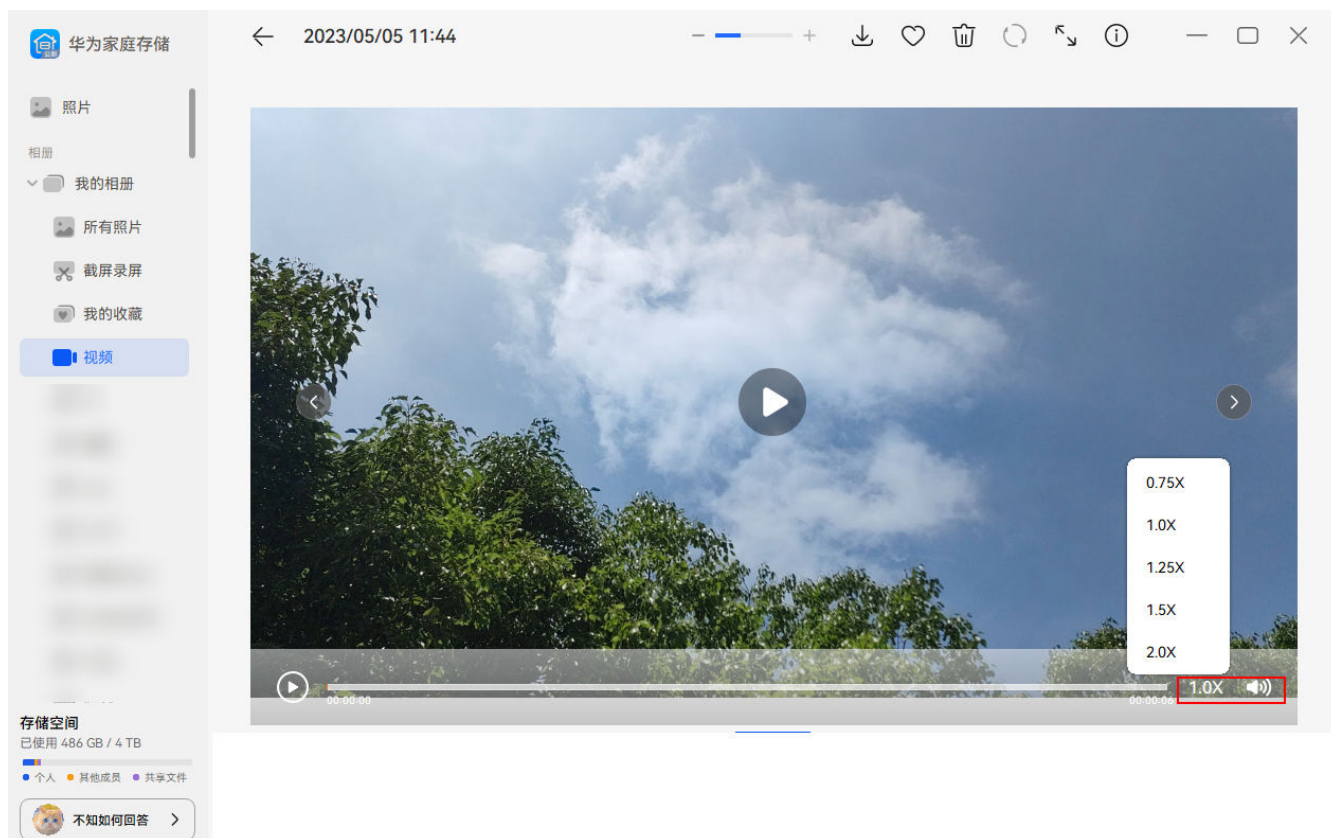 华为家庭存储
2023/05/05 11:44
照片
相册
我的相册
所有照片
截屏录屏
我的收藏
视频
0.75X
1.0X
1.25X
1.5X
2.0X
00:00:00
00:00:06
1.0X
存储空间
已使用 486 GB / 4 TB
个人 其他成员 共享文件
不知如何回答